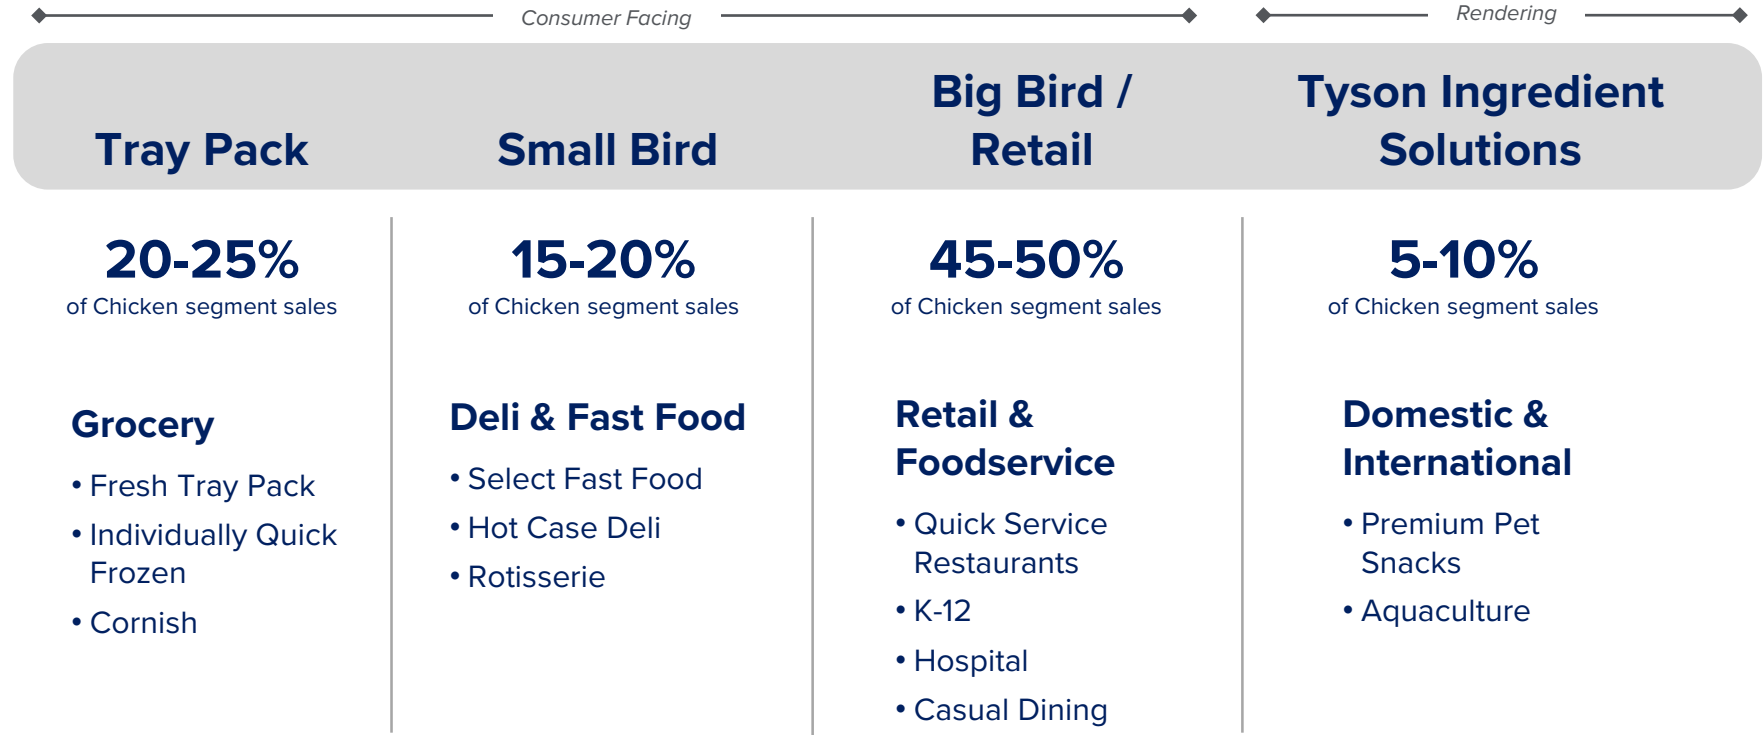 Consumer Facing
Rendering
Tray Pack
Small Bird
Big Bird /
Retail
Tyson Ingredient
Solutions
20-25%
of Chicken segment sales
15-20%
of Chicken segment sales
45-50%
of Chicken segment sales
5-10%
of Chicken segment sales
Grocery
• Fresh Tray Pack
• Individually Quick
Frozen
• Cornish
Deli & Fast Food
• Select Fast Food
• Hot Case Deli
• Rotisserie
Retail &
Foodservice
• Quick Service
Restaurants
• K-12
• Hospital
• Casual Dining
Domestic &
International
• Premium Pet
Snacks
• Aquaculture